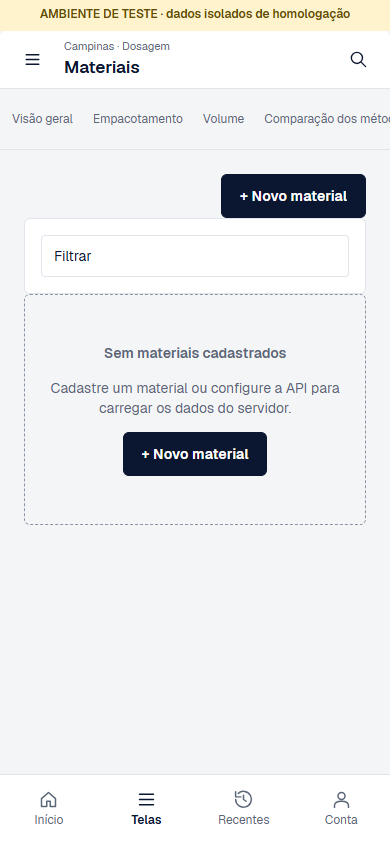 AMBIENTE DE TESTE · dados isolados de homologação
Campinas · Dosagem
Materiais
Visão geral Empacotamento Volume Comparação dos méto
+ Novo material
Filtrar
Sem materiais cadastrados
Cadastre um material ou configure a API para
carregar os dados do servidor.
+ Novo material
Início Telas Recentes Conta